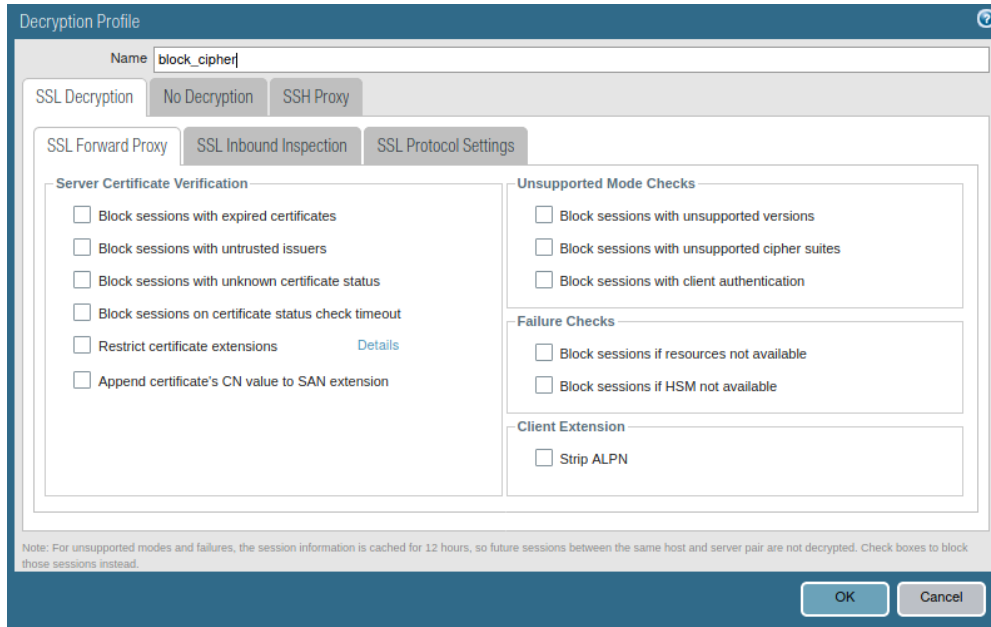 Decryption Profile
Name block_cipher
SSL Decryption No Decryption SSH Proxy
SSL Forward Proxy SSL Inbound Inspection SSL Protocol Settings
Server Certificate Verification
Block sessions with expired certificates
Block sessions with untrusted issuers
Block sessions with unknown certificate status
Block sessions on certificate status check timeout
Restrict certificate extensions Details
Append certificate's CN value to SAN extension
Unsupported Mode Checks
Block sessions with unsupported versions
Block sessions with unsupported cipher suites
Block sessions with client authentication
Failure Checks
Block sessions if resources not available
Block sessions if HSM not available
Client Extension
Strip ALPN
Note: For unsupported modes and failures, the session information is cached for 12 hours, so future sessions between the same host and server pair are not decrypted. Check boxes to block
those sessions instead.
OK Cancel